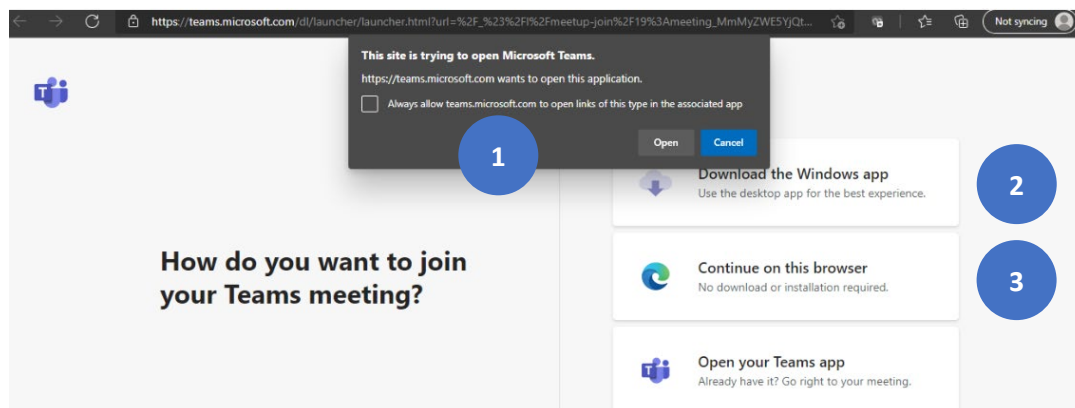 https://teams.microsoft.com/dl/launcher/launcher.html?url=%2F_%23%2Fl%2Fmeetup-join%2F19%3Ameeting_MmMyZWE5YjQt...
Not syncing
This site is trying to open Microsoft Teams.
https://teams.microsoft.com wants to open this application.
Always allow teams.microsoft.com to open links of this type in the associated app
Open
Cancel
1
Download the Windows app
Use the desktop app for the best experience.
2
How do you want to join
your Teams meeting?
Continue on this browser
No download or installation required.
3
Open your Teams app
Already have it? Go right to your meeting.